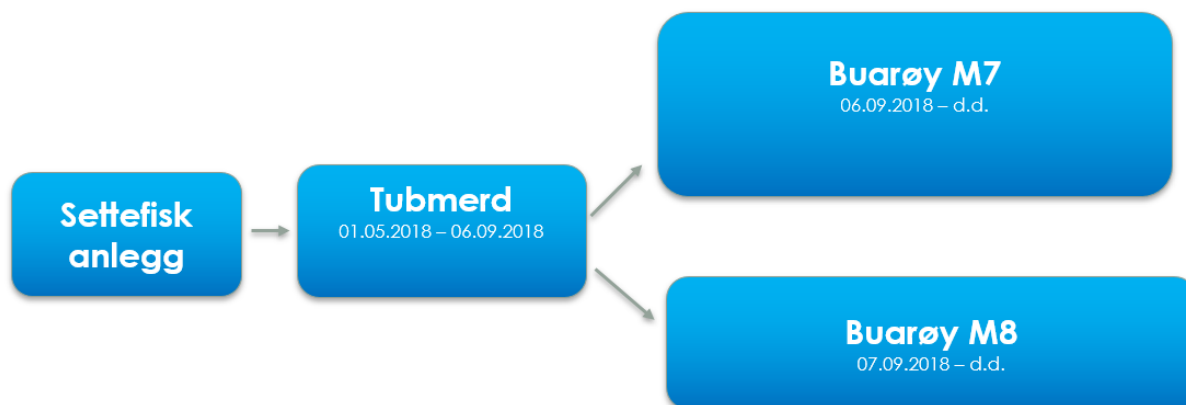 Settefisk
anlegg
Tubmerd
01.05.2018 – 06.09.2018
Buarøy M7
06.09.2018 – d.d.
Buarøy M8
07.09.2018 – d.d.